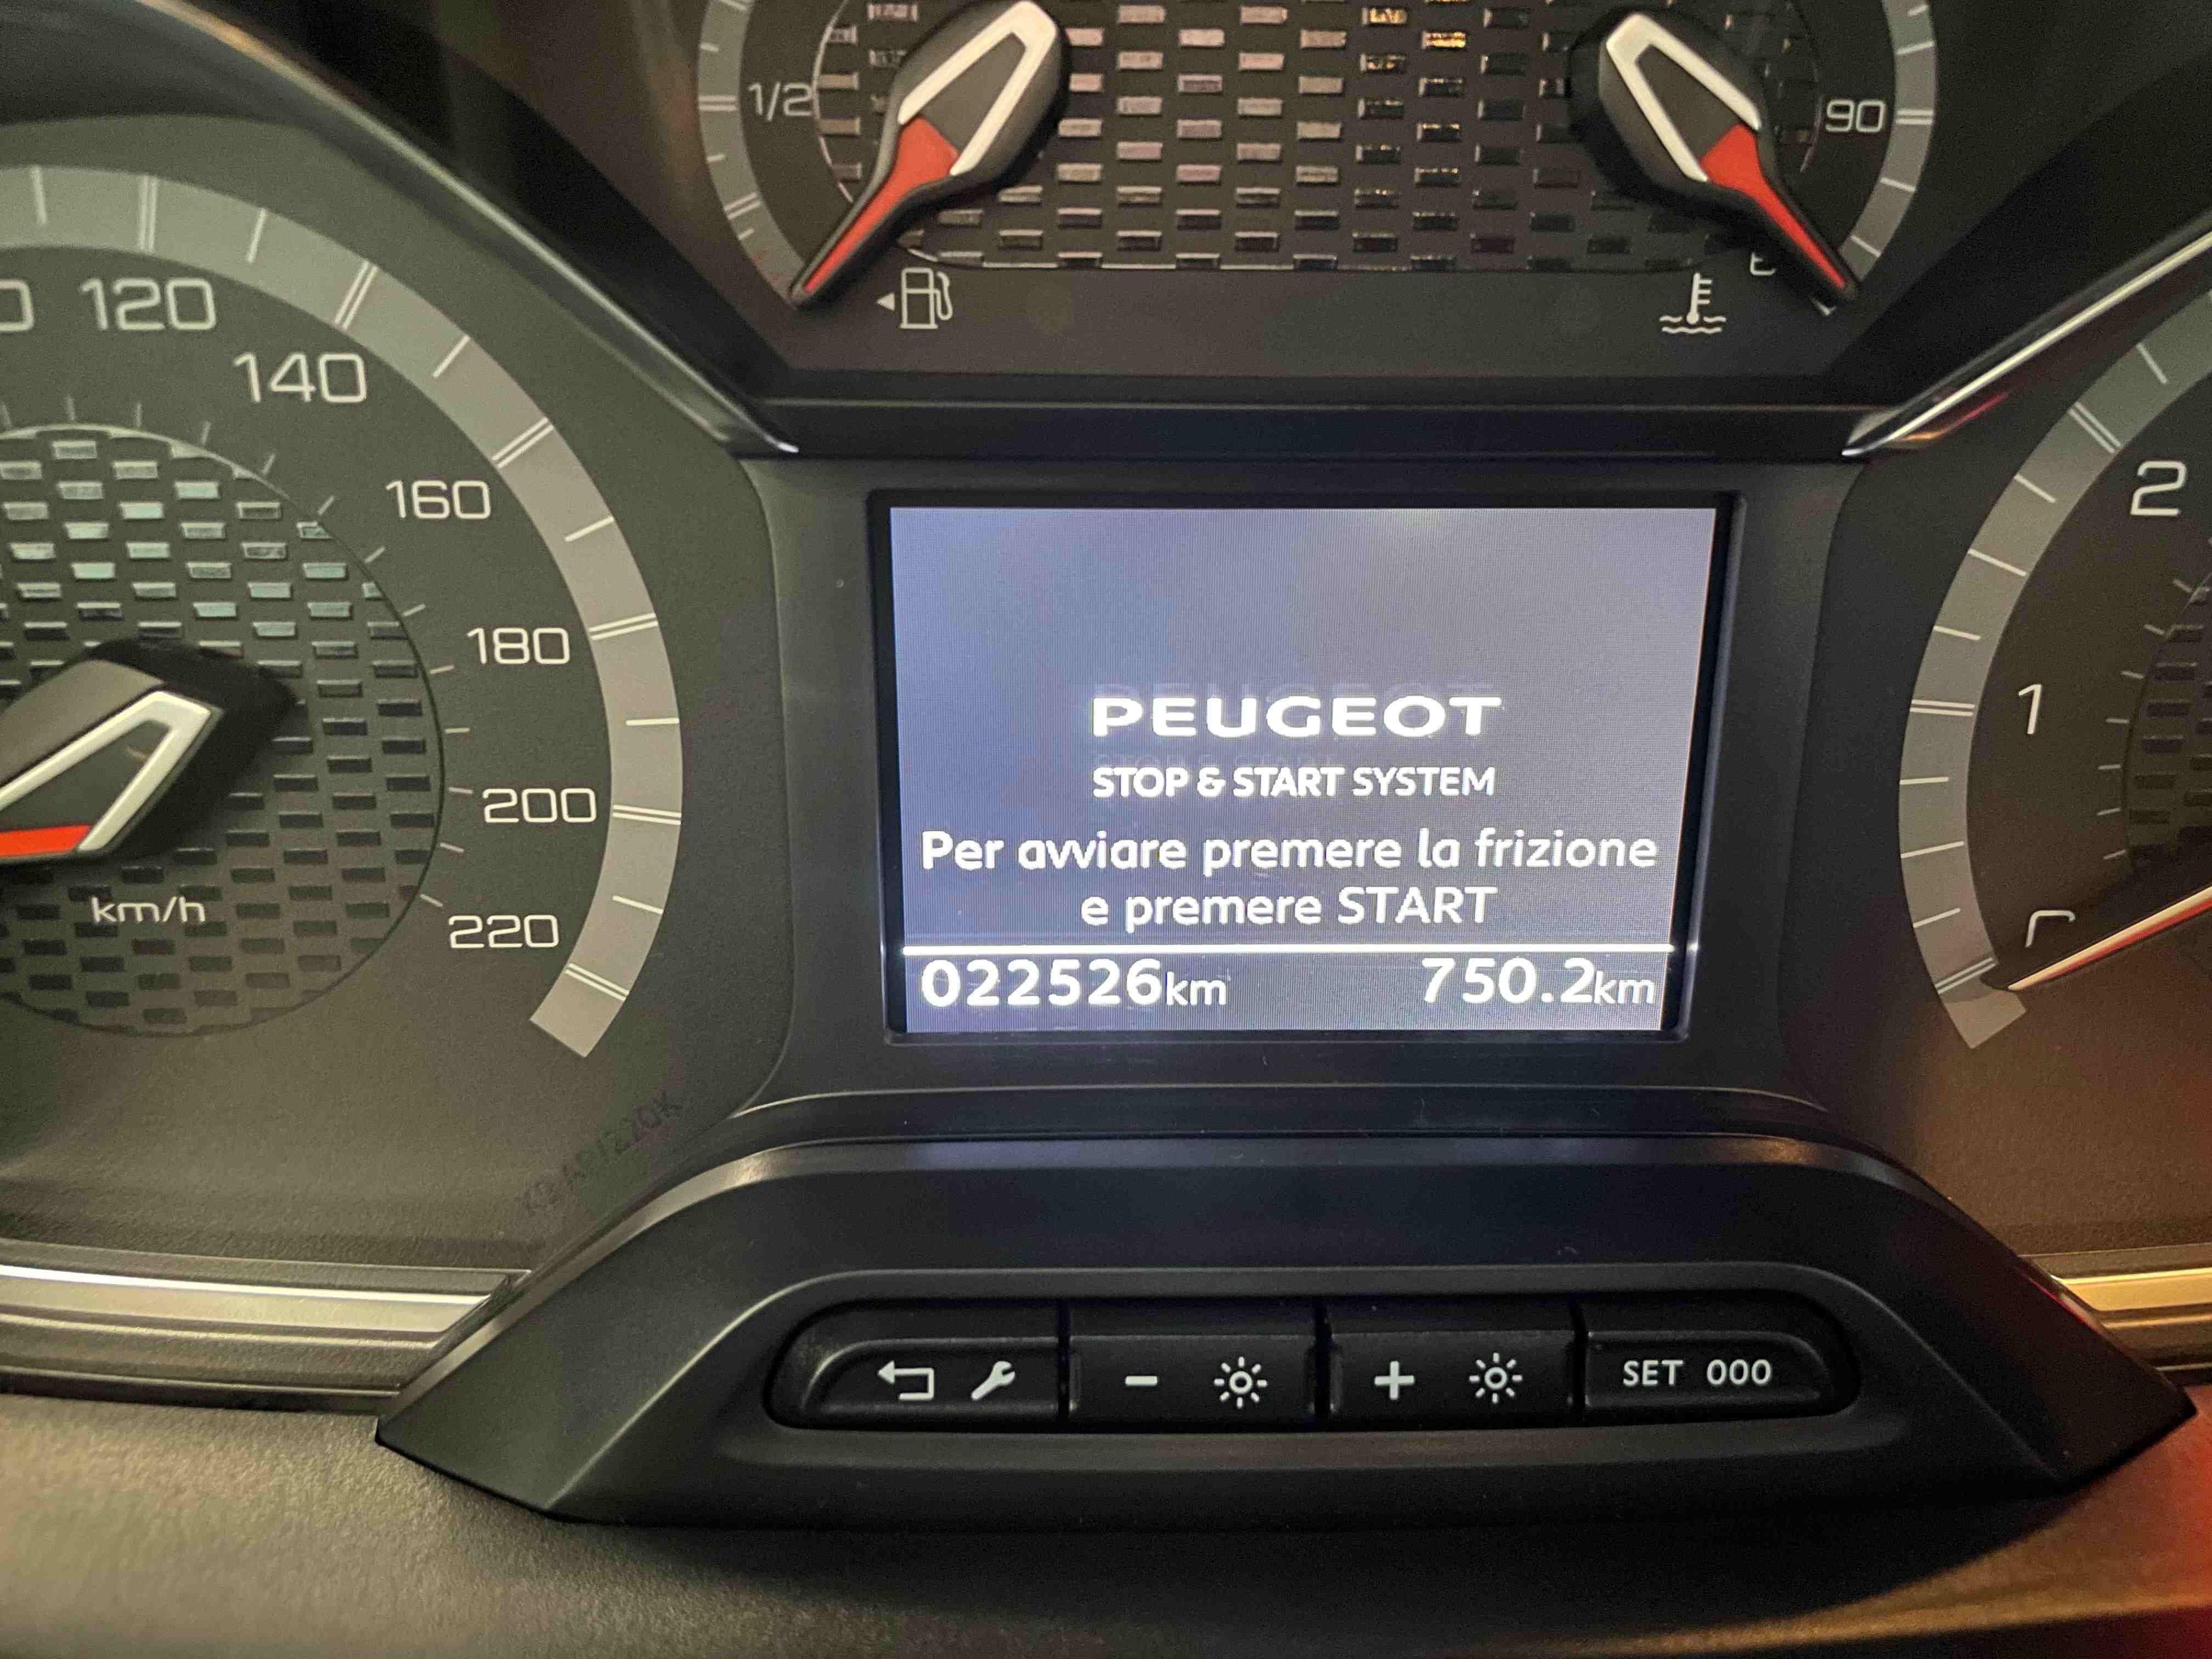 1/2
90
120
140
160
180
200
220
km/h
2
1
PEUGEOT
STOP & START SYSTEM
Per avviare premere la frizione
e premere START
022526km 750.2km
SET 000